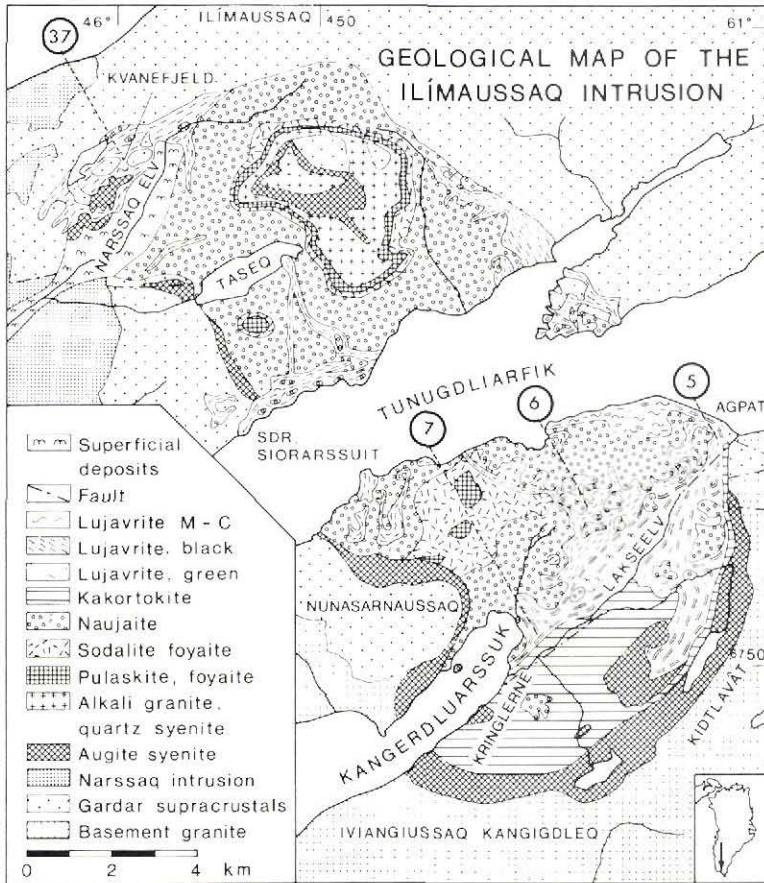 46°
ILÍMAUSSAQ
450
61°
37
KVANEFJELD
GEOLOGICAL MAP OF THE
ILÍMAUSSAQ INTRUSION
NARSSAQ ELV
TASEQ
TUNUGDLIARFIK
SDR.
SIORARSSUIT
7
6
5
AGPAT
NUNASARNAUSSAQ
LAKSEELV
KANGERDLUARSSUK
KRINGLERNE
6750
KIDTLAVAT
IVIANGIUSSAQ KANGIGDLEQ
Superficial
deposits
Fault
Lujavrite M-C
Lujavrite, black
Lujavrite, green
Kakortokite
Naujaite
Sodalite foyaite
Pulaskite, foyaite
Alkali granite,
quartz syenite
Augite syenite
Narssaq intrusion
Gardar supracrustals
Basement granite
0 2 4
km